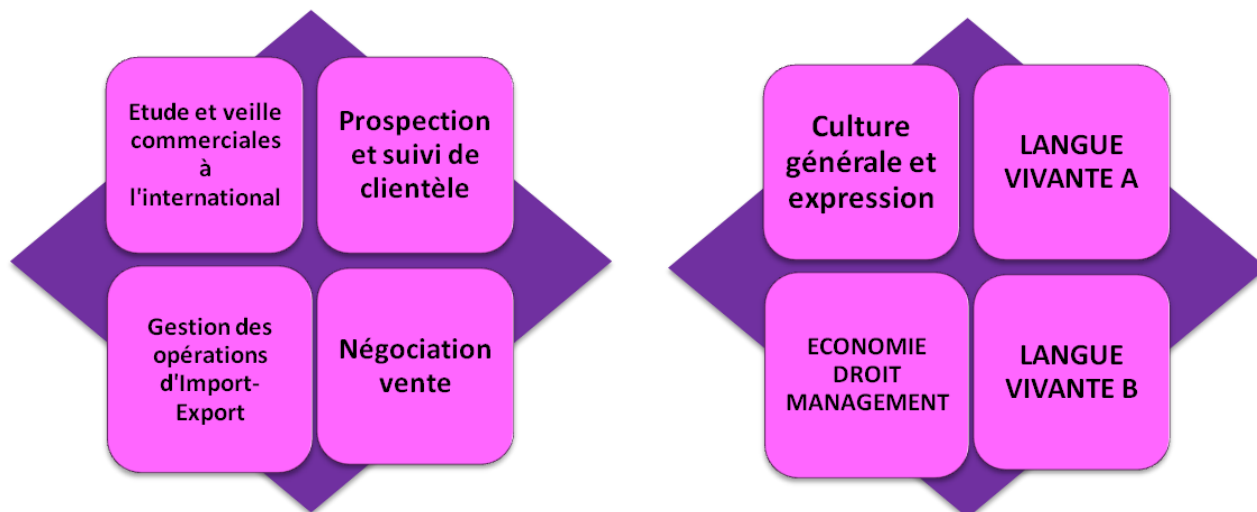 Etude et veille
commerciales
à
l'international
Prospection
et suivi de
clientèle
Gestion des
opérations
d'Import-
Export
Négociation
vente
Culture
générale et
expression
LANGUE
VIVANTE A
ECONOMIE
DROIT
MANAGEMENT
LANGUE
VIVANTE B